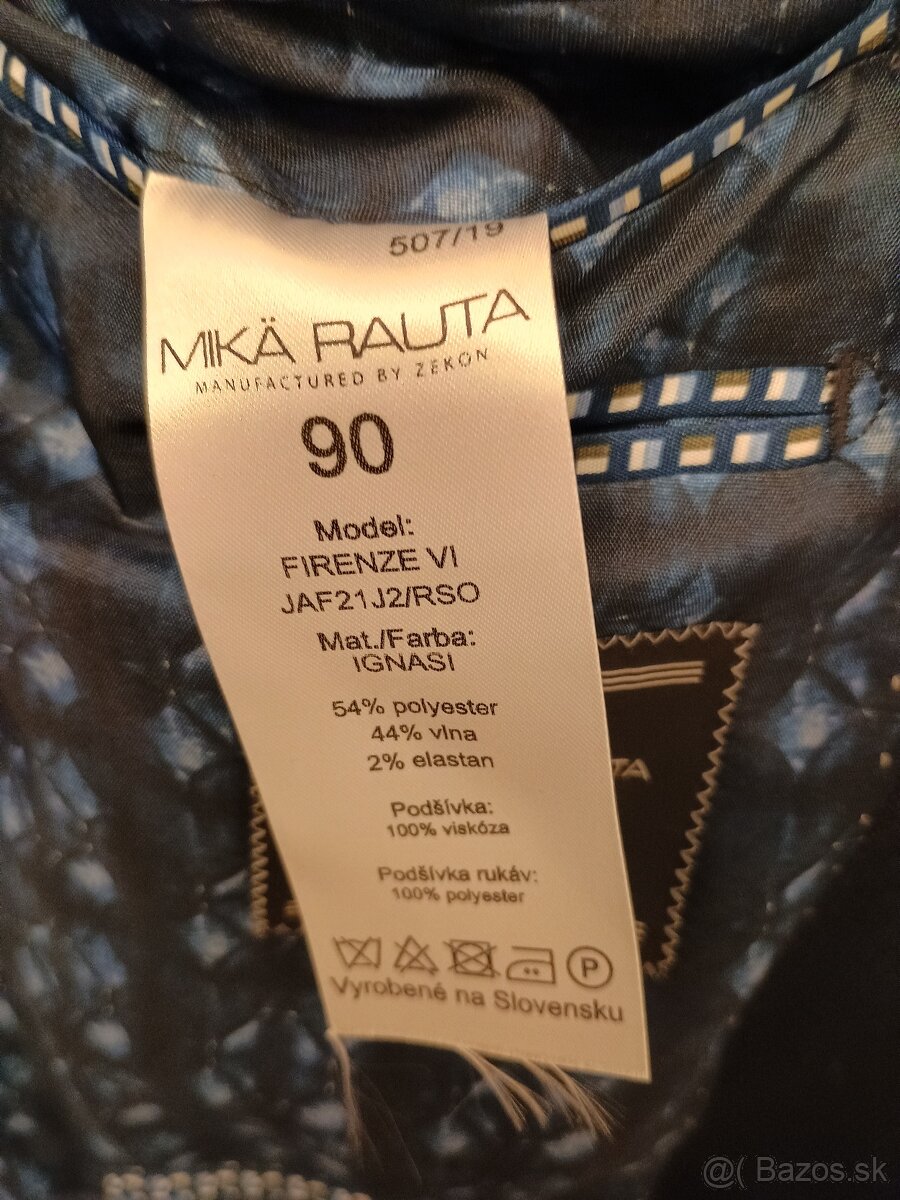 507/19
MIKÄ RAUTA
MANUFACTURED BY ZEKON
90
Model:
FIRENZE VI
JAF21J2/RSO
Mat./Farba:
IGNASI
54% polyester
44% vlna
2% elastan
Podšívka:
100% viskóza
Podšívka rukáv:
100% polyester
P
Vyrobené na Slovensku
@( Bazos.sk